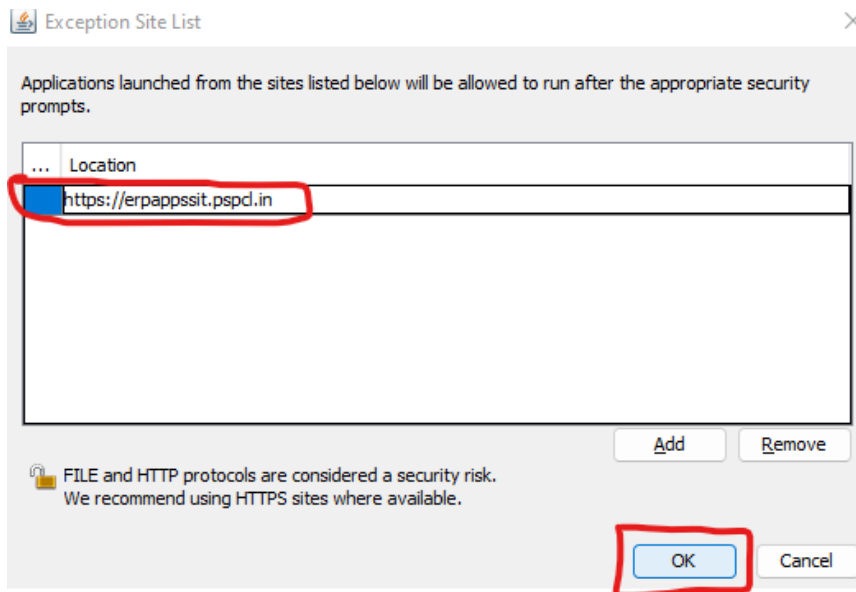 Exception Site List
Applications launched from the sites listed below will be allowed to run after the appropriate security
prompts.
... Location
https://erpappssit.pspcl.in
Add Remove
FILE and HTTP protocols are considered a security risk.
We recommend using HTTPS sites where available.
OK Cancel